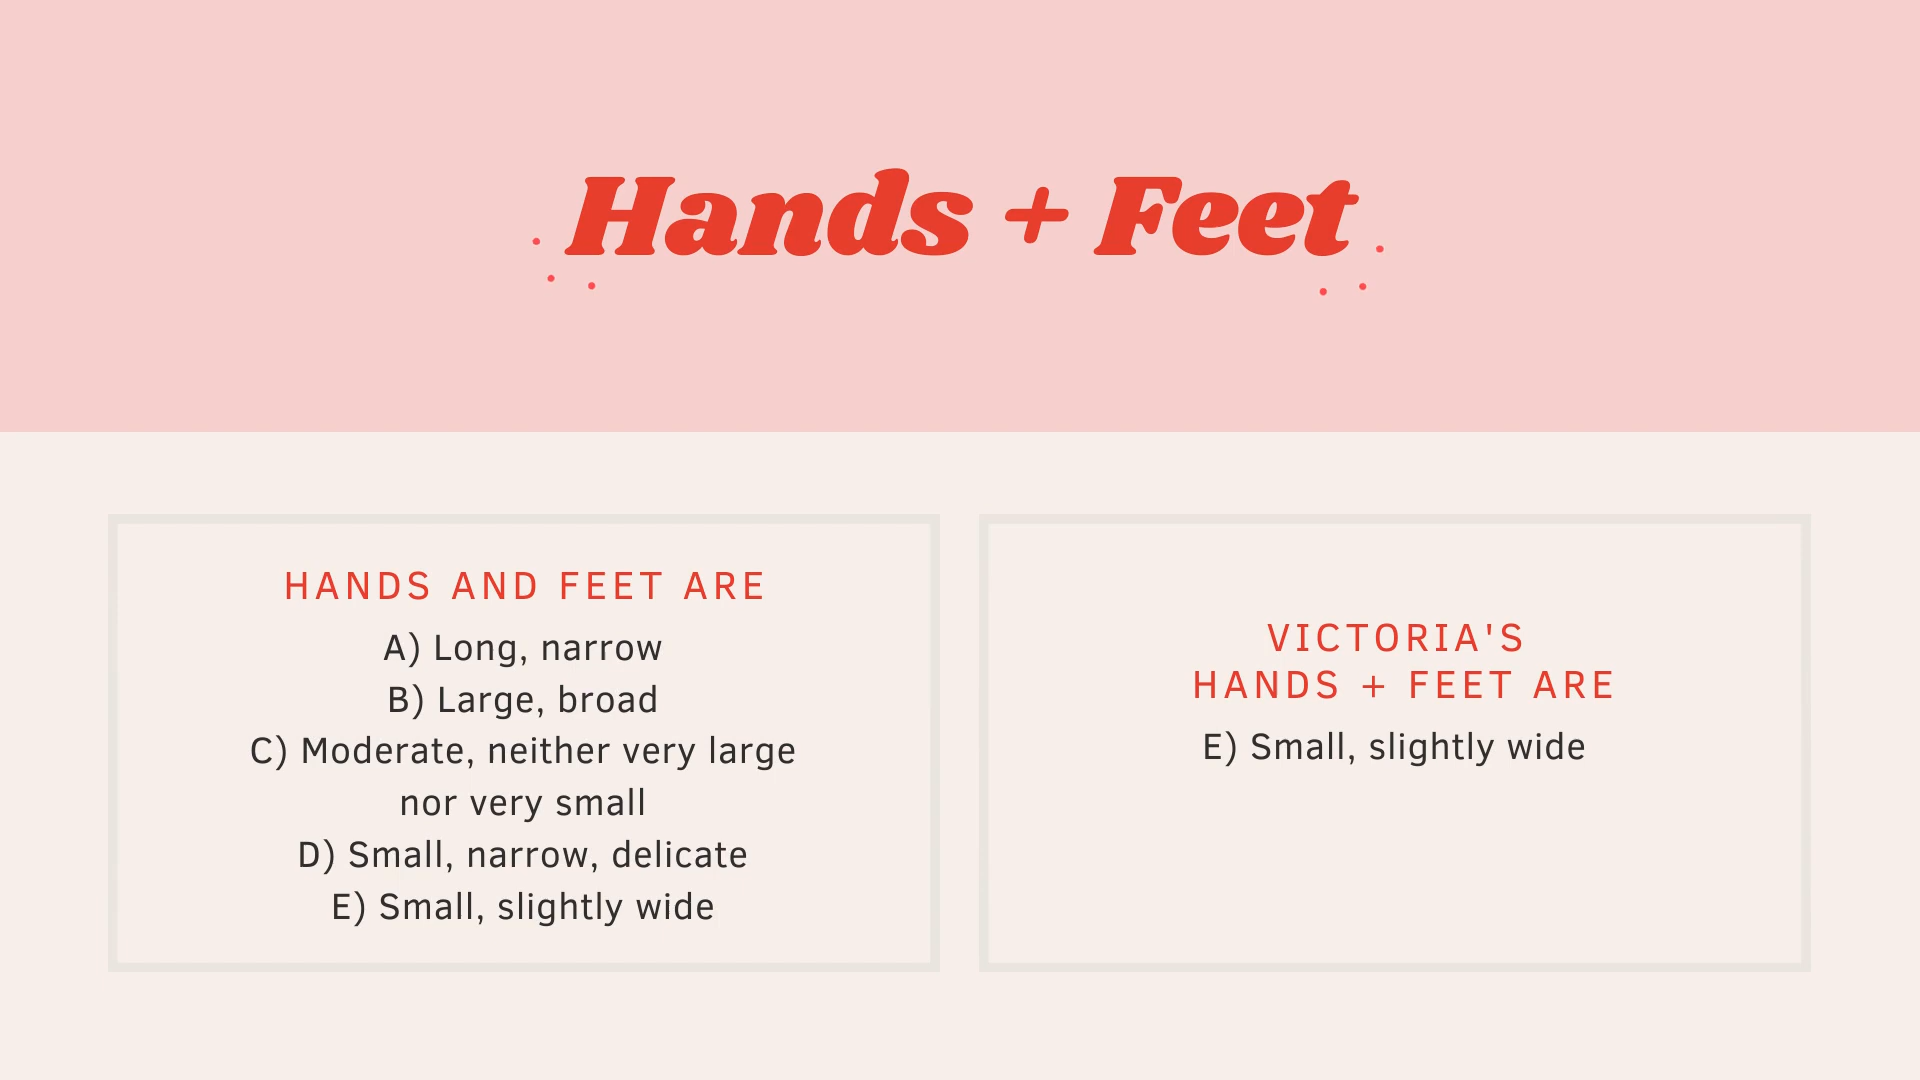 Hands + Feet
HANDS AND FEET ARE
A) Long, narrow
B) Large, broad
C) Moderate, neither very large
nor very small
D) Small, narrow, delicate
E) Small, slightly wide
VICTORIA'S
HANDS + FEET ARE
E) Small, slightly wide